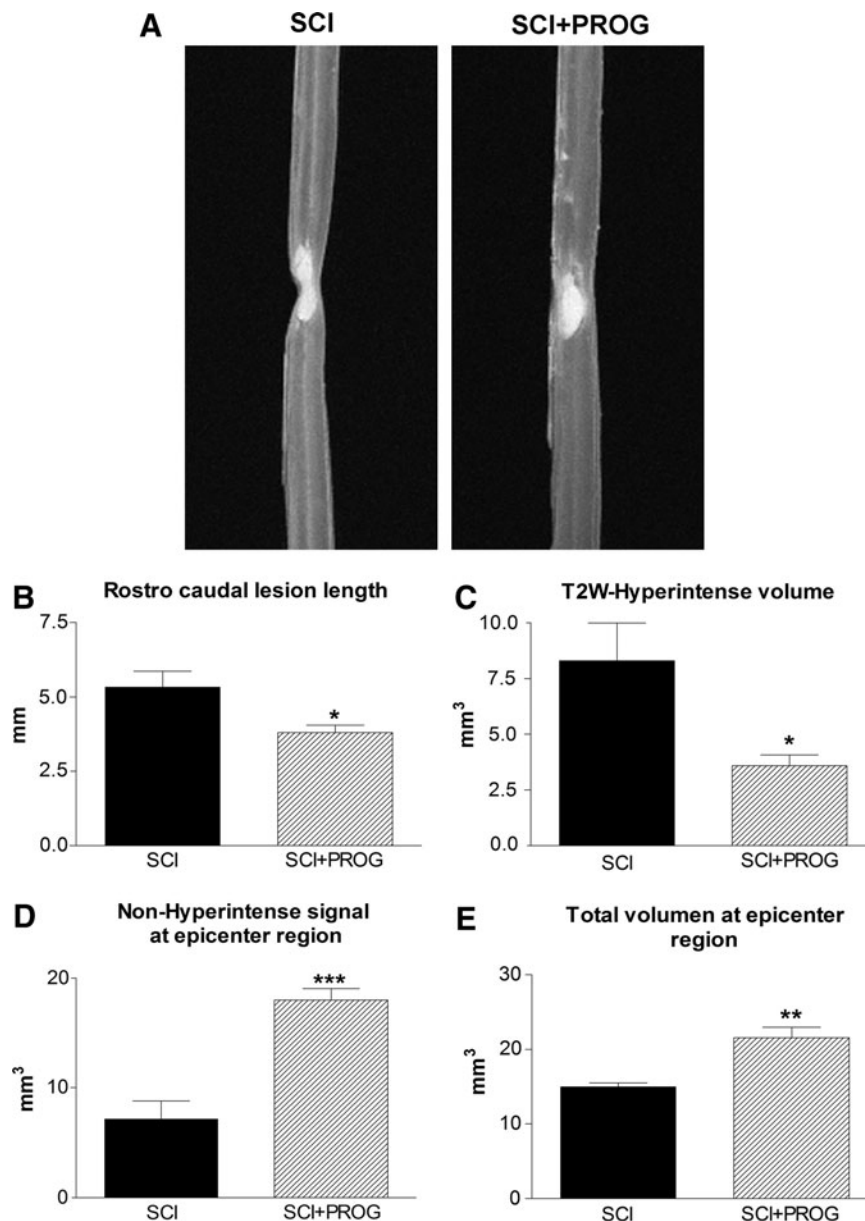 A
SCI
SCI+PROG
B
Rostro caudal lesion length
7.5
5.0
2.5
0.0
mm
*
SCI
SCI+PROG
C
T2W-Hyperintense volume
10.0
7.5
5.0
2.5
0.0
mm³
*
SCI
SCI+PROG
D
Non-Hyperintense signal
at epicenter region
20
10
0
mm³
***
SCI
SCI+PROG
E
Total volumen at epicenter
region
30
20
10
0
mm³
**
SCI
SCI+PROG